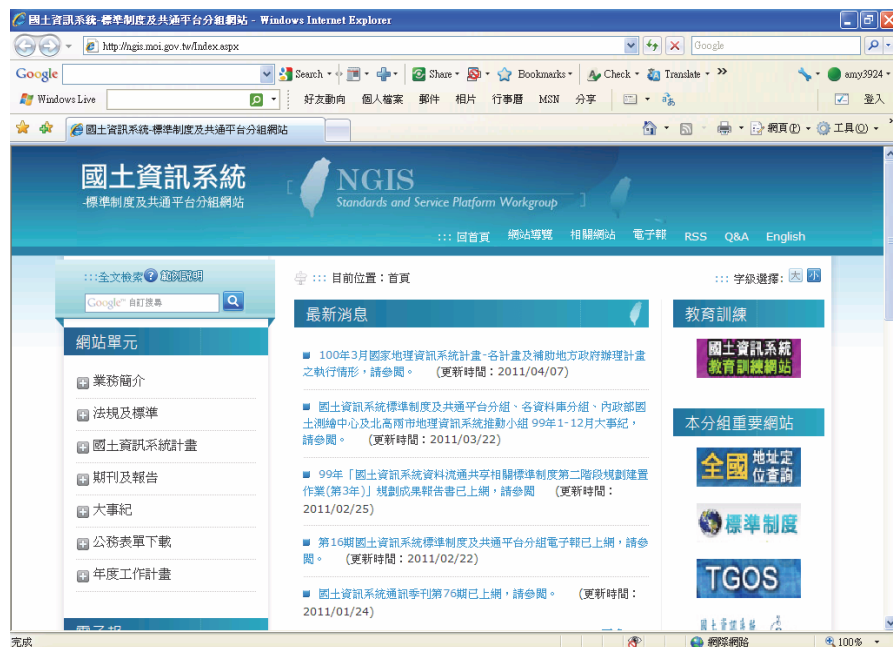 國土資訊系統-標準制度及共通平台分組網站 - Windows Internet Explorer
http://ngis.moi.gov.tw/Index.aspx
Google
Google Search Share Bookmarks Check Translate amy3924
Windows Live 好友動向 個人檔案 郵件 相片 行事曆 MSN 分享 登入
國土資訊系統-標準制度及共通平台分組網站 網頁(P) 工具(O)
國土資訊系統
-標準制度及共通平台分組網站
NGIS
Standards and Service Platform Workgroup
::: 回首頁 網站導覽 相關網站 電子報 RSS Q&A English
:::全文檢索 範例說明
Google™ 自訂搜尋
網站單元
業務簡介
法規及標準
國土資訊系統計畫
期刊及報告
大事紀
公務表單下載
年度工作計畫
電子報
::: 目前位置：首頁
::: 字級選擇: 大 小
最新消息
100年3月國家地理資訊系統計畫-各計畫及補助地方政府辦理計畫
之執行情形，請參閱。 (更新時間：2011/04/07)
國土資訊系統標準制度及共通平台分組、各資料庫分組、內政部國
土測繪中心及北高兩市地理資訊系統推動小組 99年1-12月大事紀，
請參閱。 (更新時間：2011/03/22)
99年「國土資訊系統資料流通共享相關標準制度第二階段規劃建置
作業(第3年)」規劃成果報告書已上網，請參閱 (更新時間：
2011/02/25)
第16期國土資訊系統標準制度及共通平台分組電子報已上網，請參
閱。 (更新時間：2011/02/22)
國土資訊系統通訊季刊第76期已上網，請參閱。 (更新時間：
2011/01/24)
教育訓練
國土資訊系統
教育訓練網站
本分組重要網站
全國 地址定
位查詢
標準制度
TGOS
國土資訊系統
完成 網際網路 100%